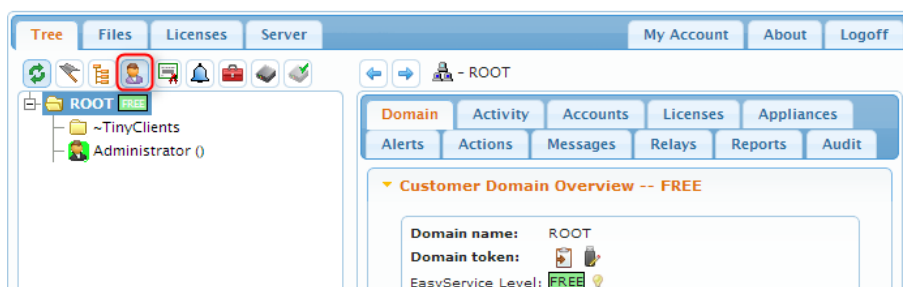 Tree Files Licenses Server My Account About Logoff
- ROOT
ROOT FREE
~TinyClients
Administrator ()
Domain Activity Accounts Licenses Appliances
Alerts Actions Messages Relays Reports Audit
Customer Domain Overview -- FREE
Domain name: ROOT
Domain token:
EasyService Level: FREE